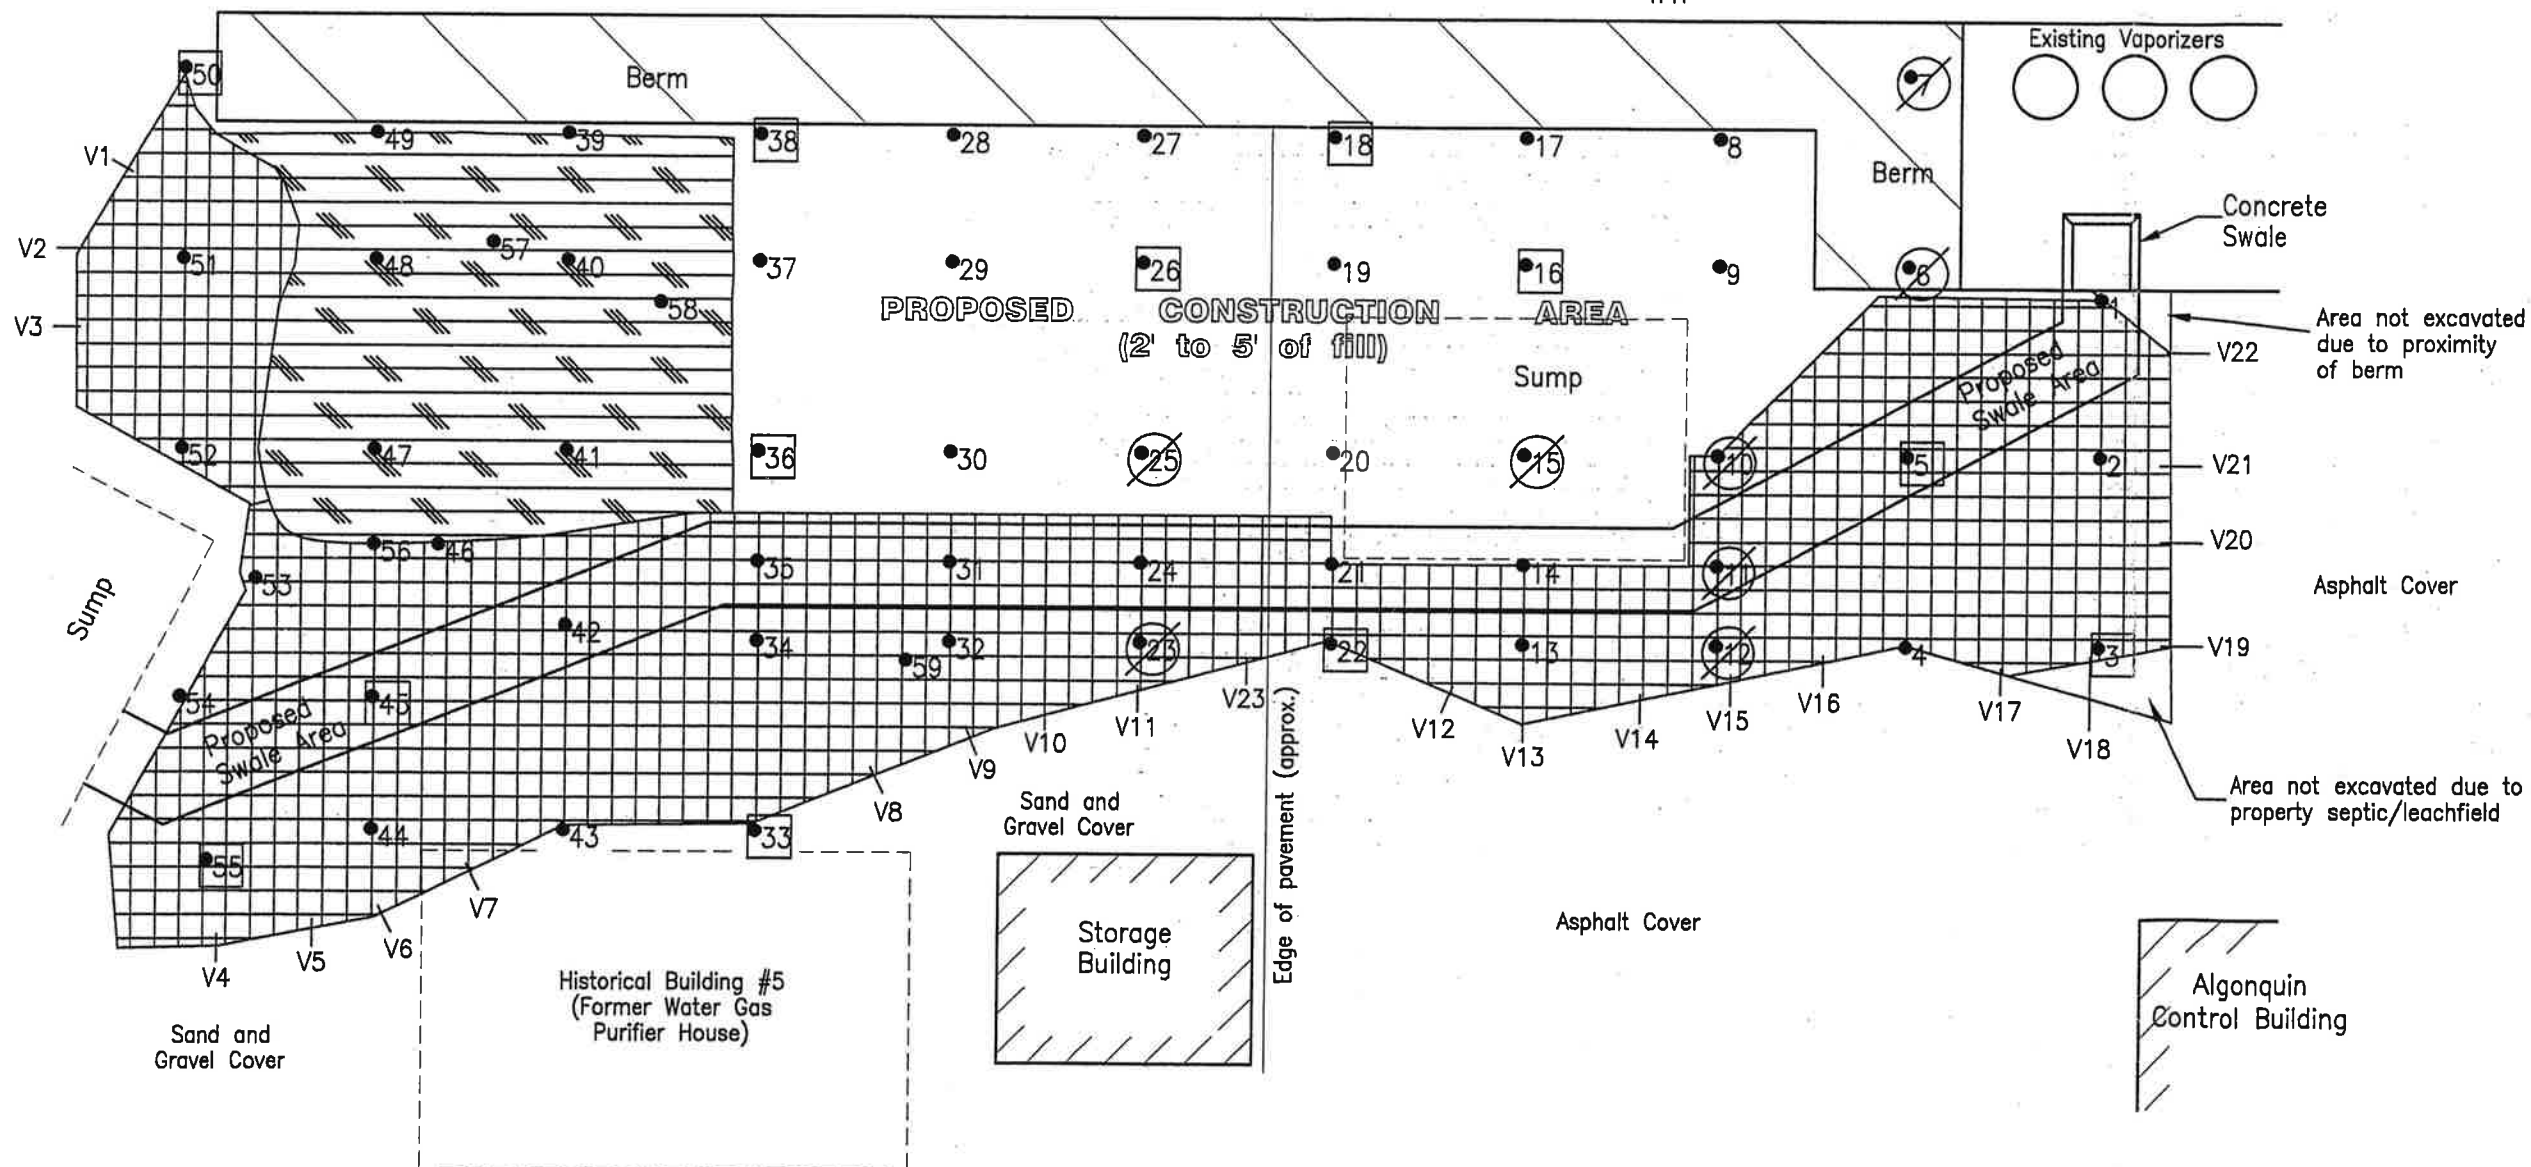 Existing Vaporizers
50
Berm
7
49
39
38
28
27
18
17
8
V1
Berm
Concrete
Swale
V2
51
48
57
40
37
29
26
19
16
9
6
58
1
PROPOSED CONSTRUCTION AREA
(2' to 5' of fill)
V3
Area not excavated
due to proximity
of berm
V22
Sump
Proposed
Swale Area
52
47
41
36
30
25
20
15
10
5
2
V21
56
46
V20
53
35
31
24
21
14
11
Asphalt Cover
Sump
42
34
59
32
23
22
13
12
4
3
V19
54
45
Proposed
Swale Area
V23
V11
V10
V9
V8
V12
V13
V14
V15
V16
V17
V18
Edge of pavement (approx.)
Area not excavated due to
property septic/leachfield
44
43
33
55
Sand and
Gravel Cover
V7
V6
V5
V4
Asphalt Cover
Storage
Building
Historical Building #5
(Former Water Gas
Purifier House)
Algonquin
Control Building
Sand and
Gravel Cover